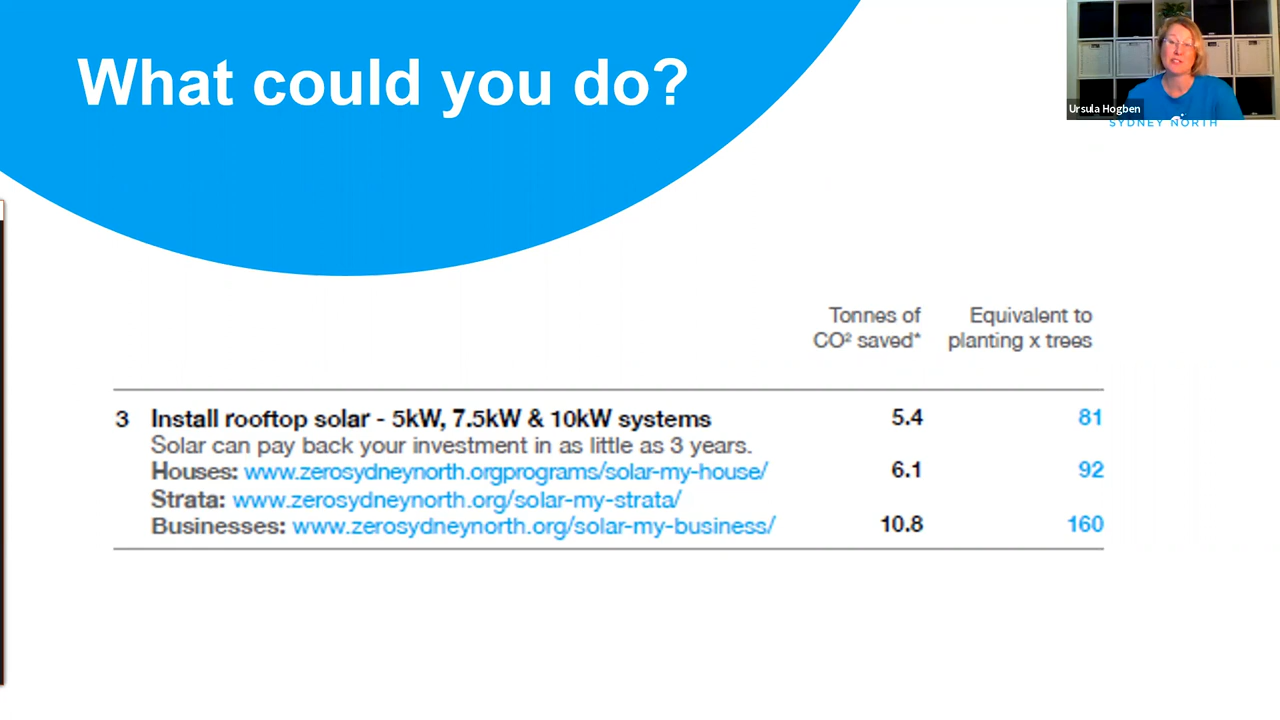 What could you do?
Ursula Hogben
SYDNEY NORTH
Tonnes of Equivalent to
CO² saved* planting x trees
3 Install rooftop solar - 5kW, 7.5kW & 10kW systems 5.4 81
Solar can pay back your investment in as little as 3 years.
Houses: www.zerosydneynorth.orgprograms/solar-my-house/ 6.1 92
Strata: www.zerosydneynorth.org/solar-my-strata/
Businesses: www.zerosydneynorth.org/solar-my-business/ 10.8 160